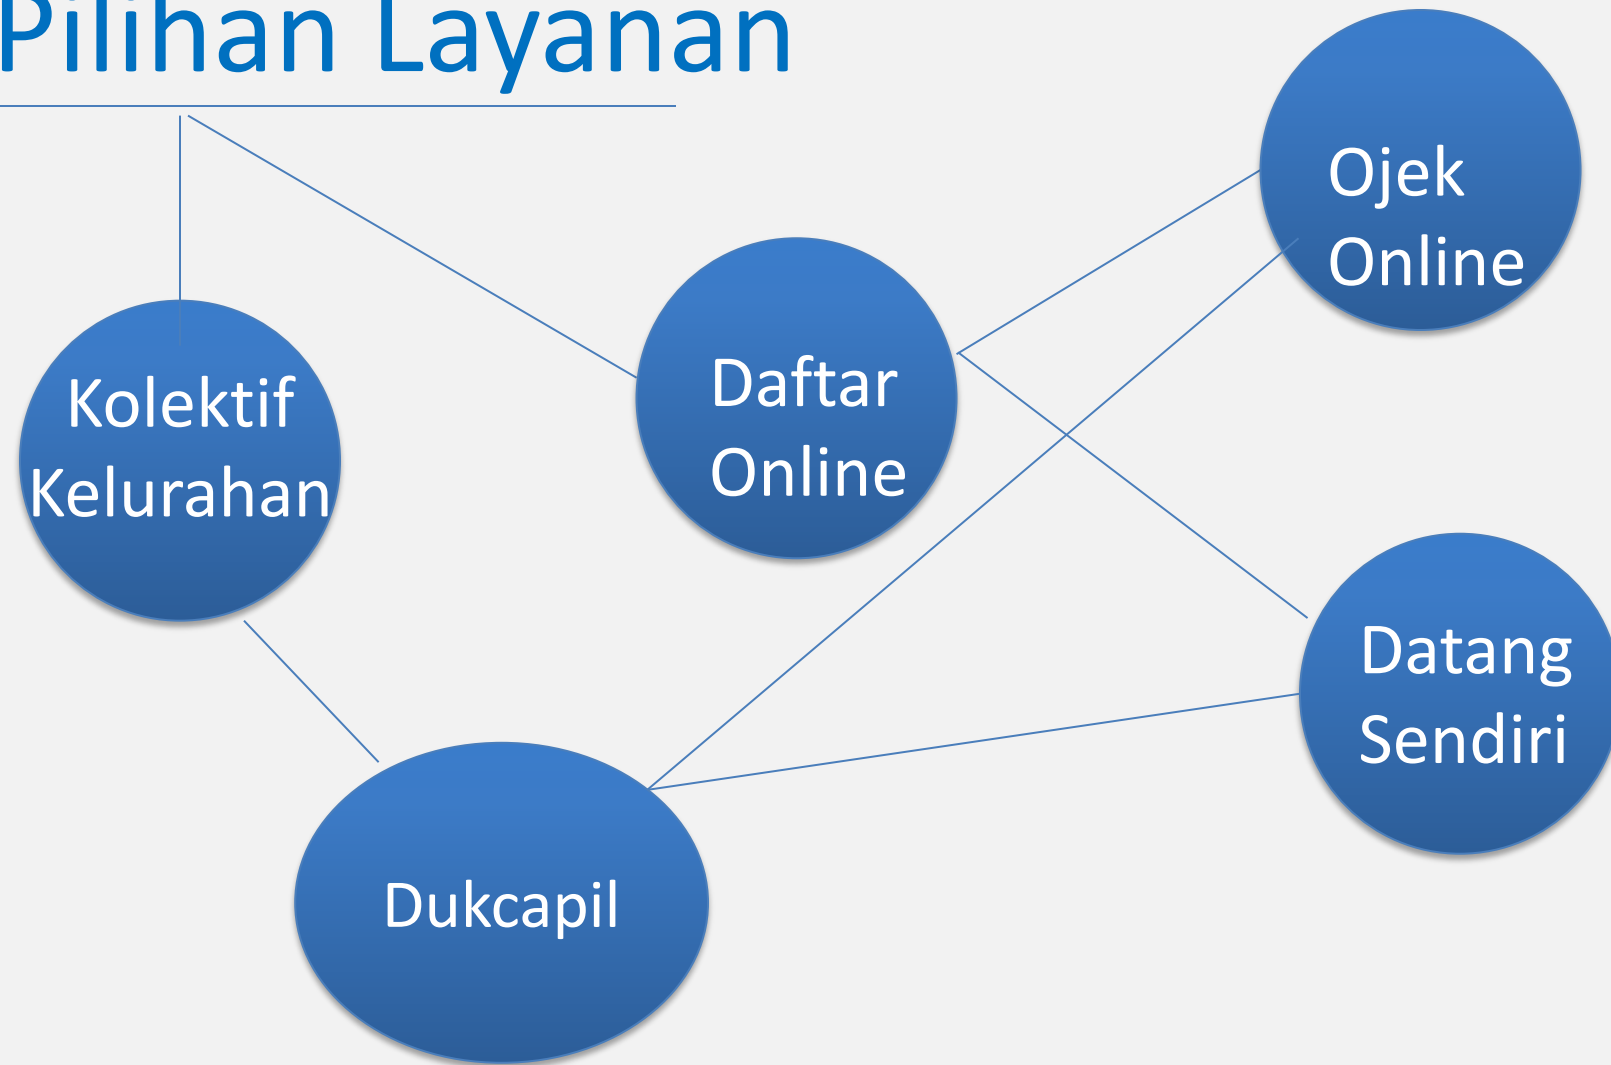 Pilihan Layanan
Ojek
Online
Daftar
Online
Kolektif
Kelurahan
Datang
Sendiri
Dukcapil